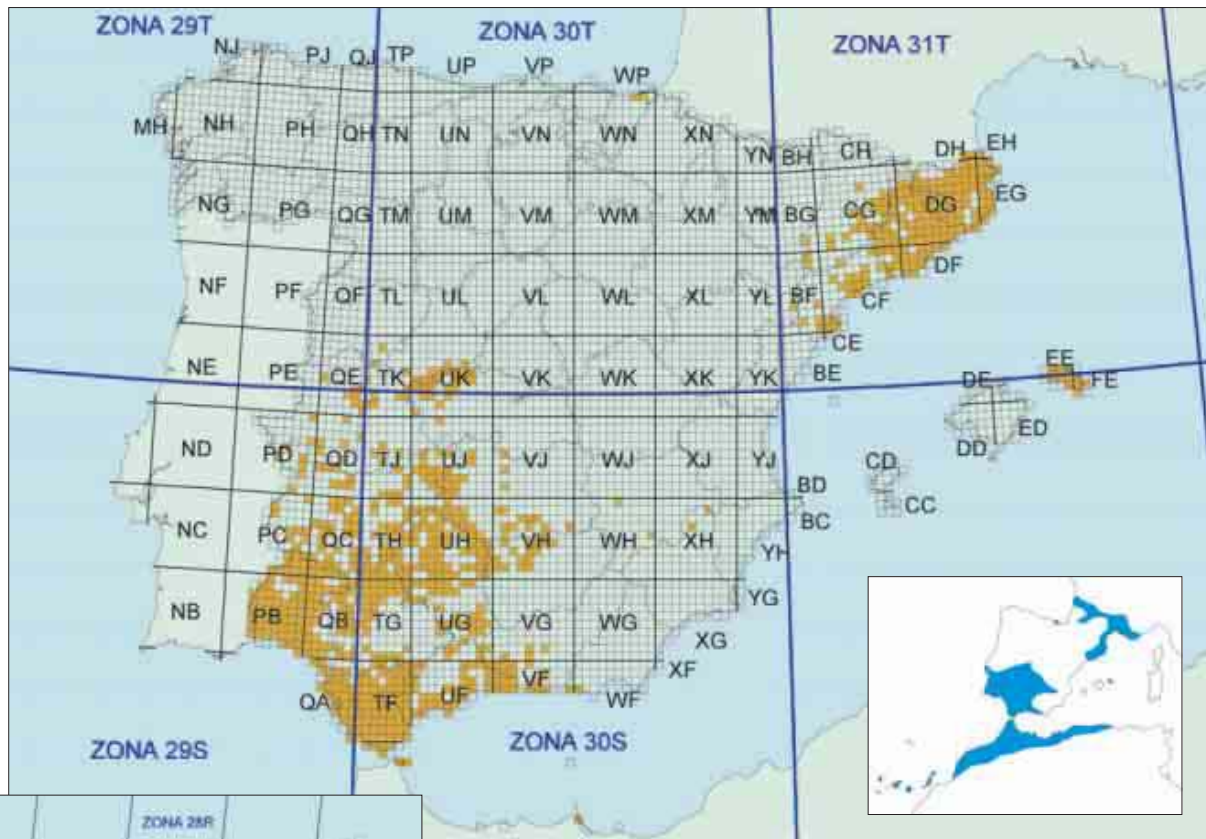 ZONA 29T
ZONA 30T
ZONA 31T
NJ PJ QJ TP UP VP WP
MH NH PH QH TN UN VN WN XN YN BH CH DH EH
NG PG QG TM UM VM WM XM YM BG CG DG EG
NF PF QF TL UL VL WL XL YL BF CF DF
NE PE QE TK UK VK WK XK YK BE CE DE EE FE
ND PD QD TJ UJ VJ WJ XJ YJ BD CD DD ED
NC PC QC TH UH VH WH XH YH BC CC
NB PB QB TG UG VG WG XG YG
QA TF UF VF WF XF
ZONA 29S
ZONA 30S
ZONA 28R